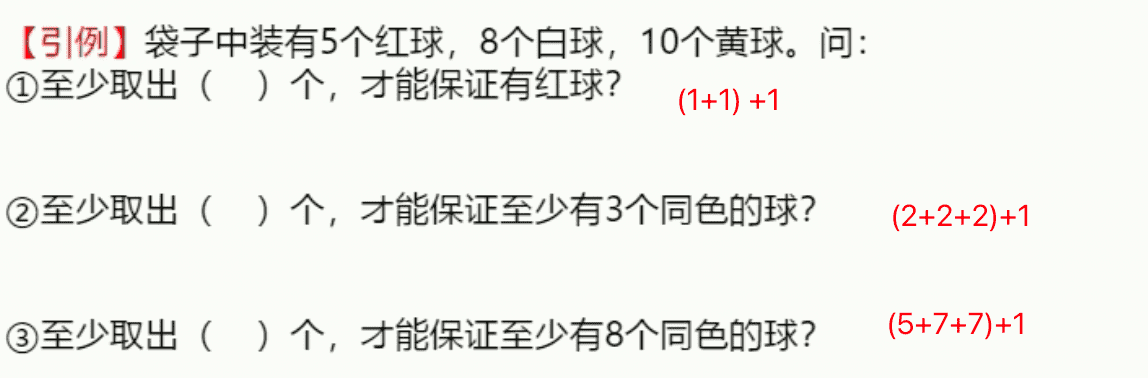 【引例】袋子中装有5个红球，8个白球，10个黄球。问：
①至少取出（　）个，才能保证有红球？ (1+1) +1
②至少取出（　）个，才能保证至少有3个同色的球？ (2+2+2)+1
③至少取出（　）个，才能保证至少有8个同色的球？ (5+7+7)+1